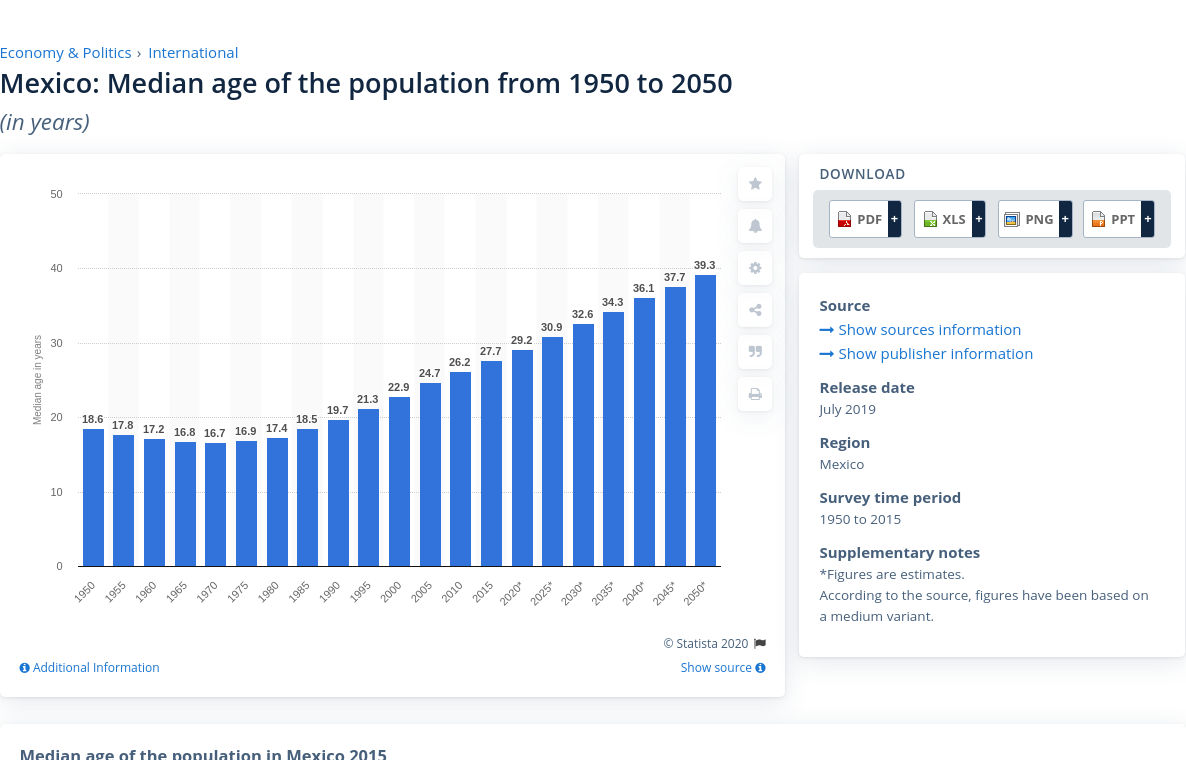 Economy & Politics › International
Mexico: Median age of the population from 1950 to 2050
(in years)
Median age in years
50
40
30
20
10
0
18.6 17.8 17.2 16.8 16.7 16.9 17.4 18.5 19.7 21.3 22.9 24.7 26.2 27.7 29.2 30.9 32.6 34.3 36.1 37.7 39.3
1950 1955 1960 1965 1970 1975 1980 1985 1990 1995 2000 2005 2010 2015 2020* 2025* 2030* 2035* 2040* 2045* 2050*
© Statista 2020
Additional Information
Show source
DOWNLOAD
PDF + XLS + PNG + PPT +
Source
Show sources information
Show publisher information
Release date
July 2019
Region
Mexico
Survey time period
1950 to 2015
Supplementary notes
*Figures are estimates.
According to the source, figures have been based on
a medium variant.
Median age of the population in Mexico 2015